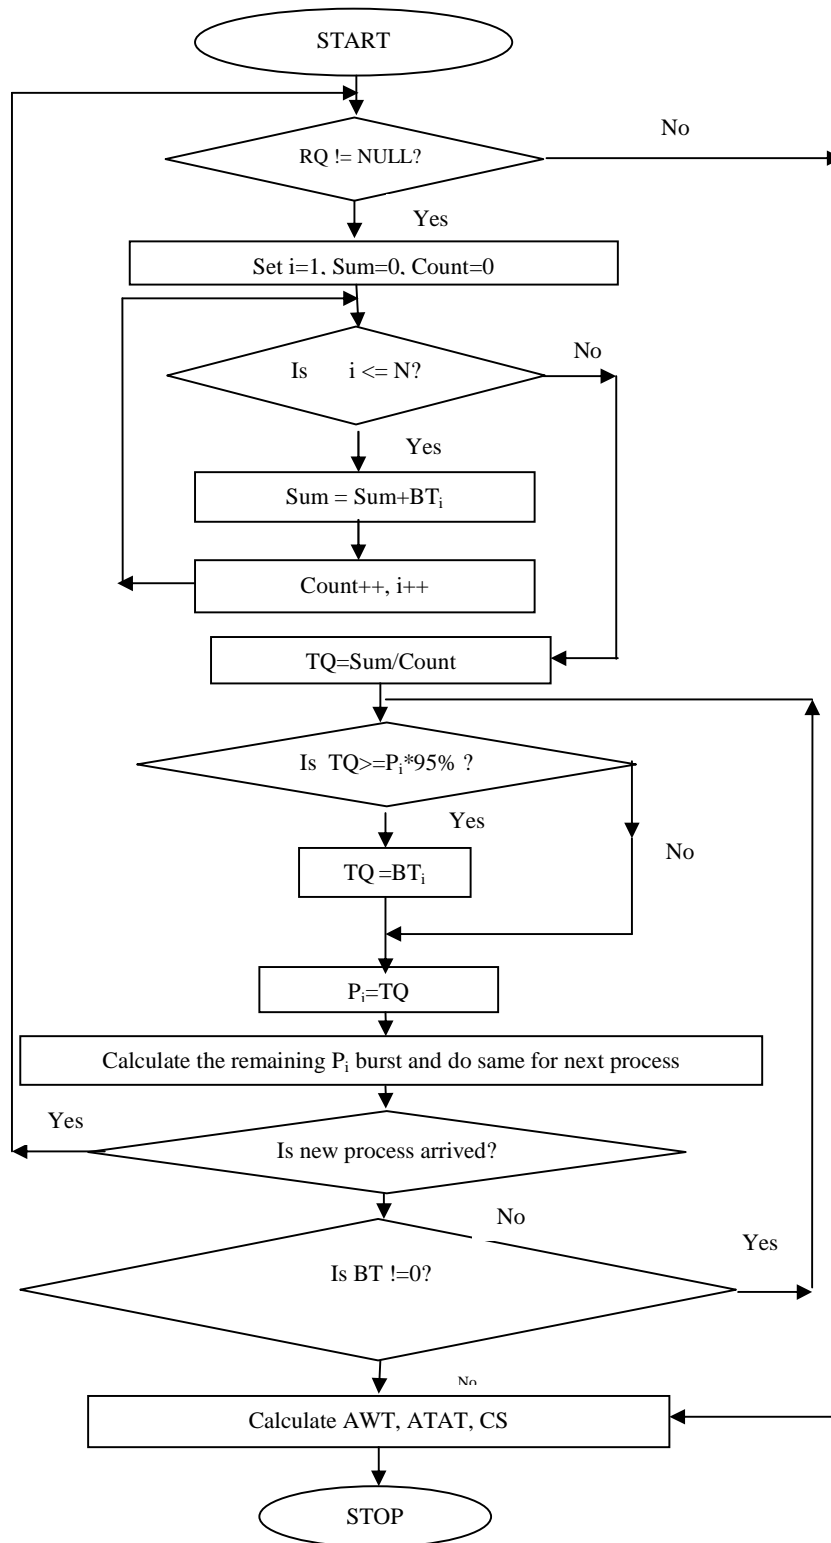 START
RQ != NULL?
No
Yes
Set i=1, Sum=0, Count=0
Is i <= N?
No
Yes
Sum = Sum+BTi
Count++, i++
TQ=Sum/Count
Is TQ>=Pi*95% ?
Yes
No
TQ =BTi
Pi=TQ
Calculate the remaining Pi burst and do same for next process
Yes
Is new process arrived?
No
Yes
Is BT !=0?
No
Calculate AWT, ATAT, CS
STOP